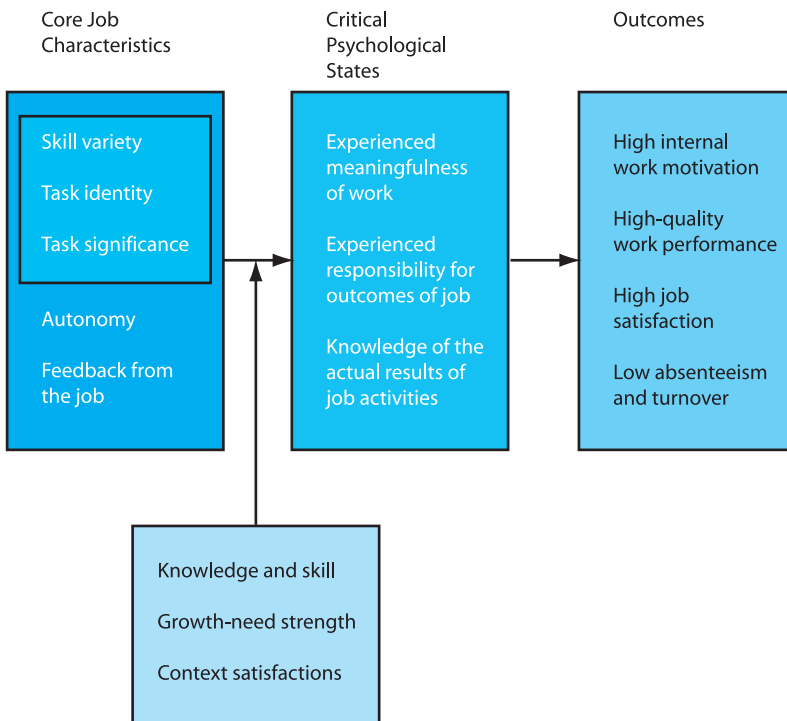 Core Job
Characteristics
Critical
Psychological
States
Outcomes
Skill variety
Task identity
Task significance
Autonomy
Feedback from
the job
Experienced
meaningfulness
of work
Experienced
responsibility for
outcomes of job
Knowledge of the
actual results of
job activities
High internal
work motivation
High-quality
work performance
High job
satisfaction
Low absenteeism
and turnover
Knowledge and skill
Growth-need strength
Context satisfactions